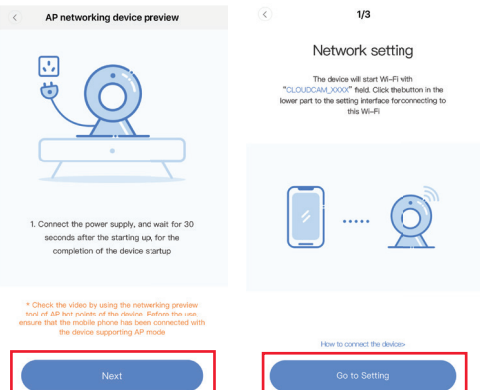 AP networking device preview
1. Connect the power supply, and wait for 30
seconds after the starting up, for the
completion of the device startup
* Check the video by using the networking preview
tool of AP hot points of the device. Before the use,
ensure that the mobile phone has been connected with
the device supporting AP mode
Next
1/3
Network setting
The device will start Wi-Fi with
"CLOUDCAM_XXXX" field. Click thebutton in the
lower part to the setting interface forconnecting to
this Wi-Fi
How to connect the device>
Go to Setting